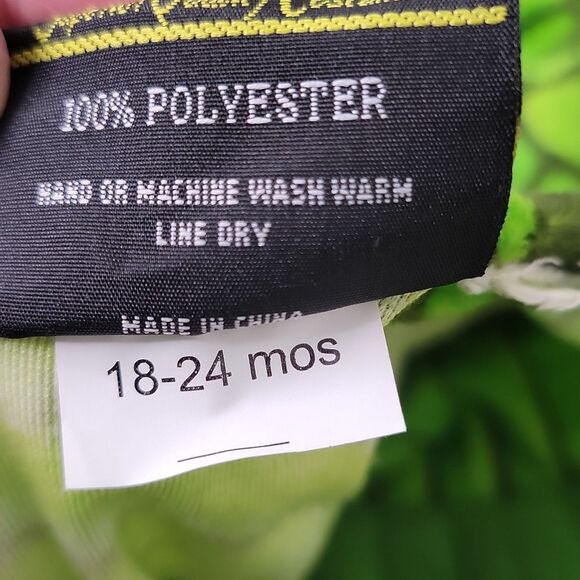 100% POLYESTER
HAND OR MACHINE WASH WARM
LINE DRY
MADE IN CHINA
18-24 mos